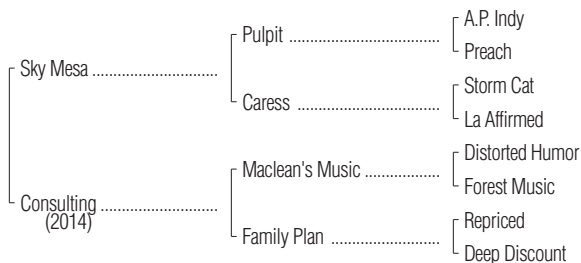 A.P. Indy
Pulpit ..........................................
Preach
Sky Mesa ...................................
Storm Cat
Caress ........................................
La Affirmed
Distorted Humor
Maclean's Music .....................
Forest Music
Consulting .................................
(2014)
Repriced
Family Plan ..............................
Deep Discount